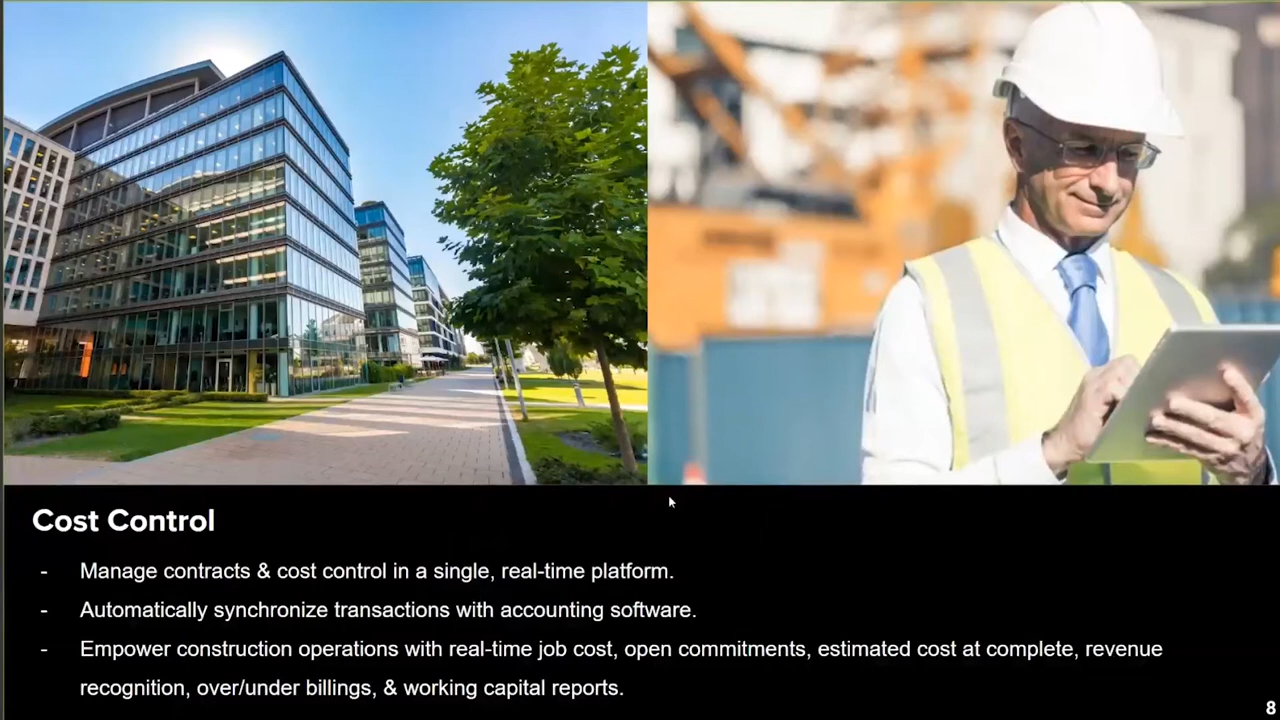 Cost Control
- Manage contracts & cost control in a single, real-time platform.
- Automatically synchronize transactions with accounting software.
- Empower construction operations with real-time job cost, open commitments, estimated cost at complete, revenue
recognition, over/under billings, & working capital reports.
8